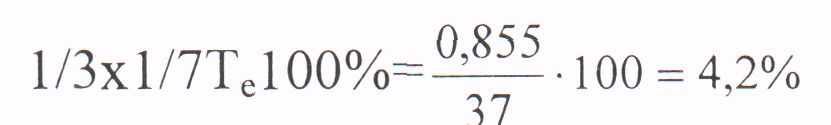 1/3x1/7Tₑ100%=0,855/37·100 = 4,2%